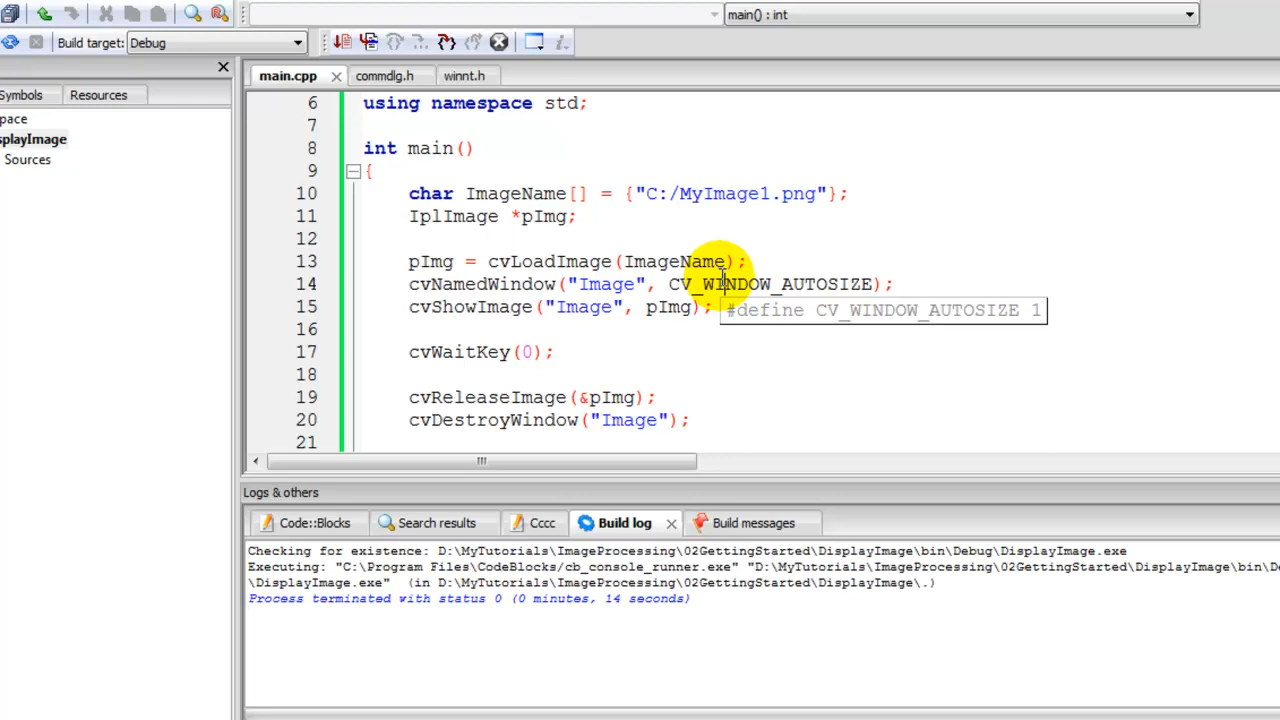 main() : int
Build target: Debug
main.cpp commdlg.h winnt.h
Symbols Resources
pace
splayImage
Sources
6 using namespace std;
7
8 int main()
9 {
10 char ImageName[] = {"C:/MyImage1.png"};
11 IplImage *pImg;
12
13 pImg = cvLoadImage(ImageName);
14 cvNamedWindow("Image", CV_WINDOW_AUTOSIZE);
15 cvShowImage("Image", pImg);
#define CV_WINDOW_AUTOSIZE 1
16
17 cvWaitKey(0);
18
19 cvReleaseImage(&pImg);
20 cvDestroyWindow("Image");
21
Logs & others
Code::Blocks Search results Cccc Build log Build messages
Checking for existence: D:\MyTutorials\ImageProcessing\02GettingStarted\DisplayImage\bin\Debug\DisplayImage.exe
Executing: "C:\Program Files\CodeBlocks/cb_console_runner.exe" "D:\MyTutorials\ImageProcessing\02GettingStarted\DisplayImage\bin\De
\DisplayImage.exe" (in D:\MyTutorials\ImageProcessing\02GettingStarted\DisplayImage\.)
Process terminated with status 0 (0 minutes, 14 seconds)